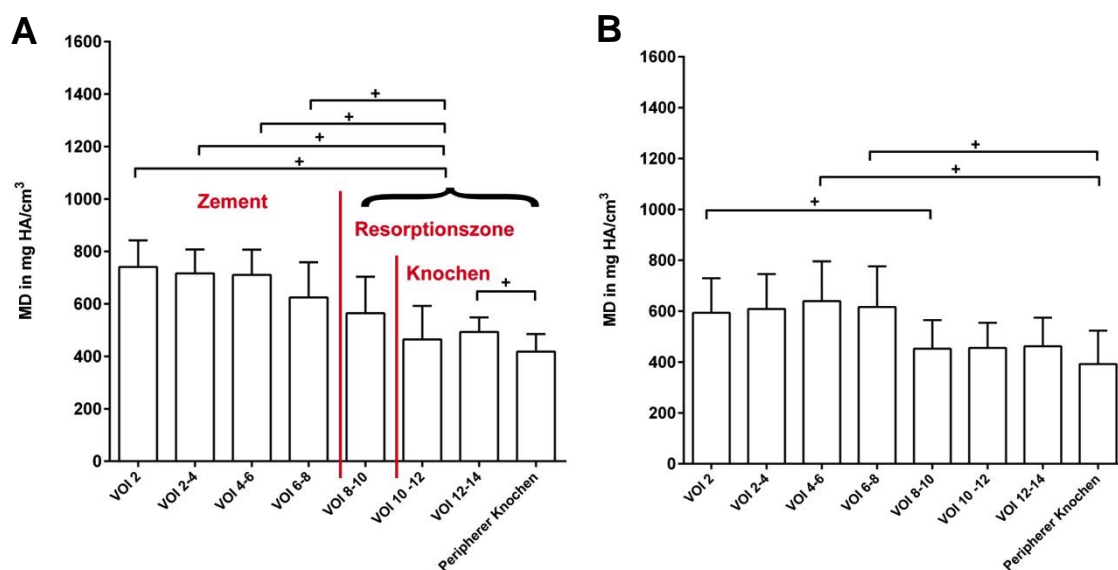 A
MD in mg HA/cm³
1600
1400
1200
1000
800
600
400
200
0
+
+
+
+
Zement
Resorptionszone
Knochen
+
VOI 2
VOI 2-4
VOI 4-6
VOI 6-8
VOI 8-10
VOI 10 -12
VOI 12-14
Peripherer Knochen
B
MD in mg HA/cm³
1600
1400
1200
1000
800
600
400
200
0
+
+
+
VOI 2
VOI 2-4
VOI 4-6
VOI 6-8
VOI 8-10
VOI 10 -12
VOI 12-14
Peripherer Knochen